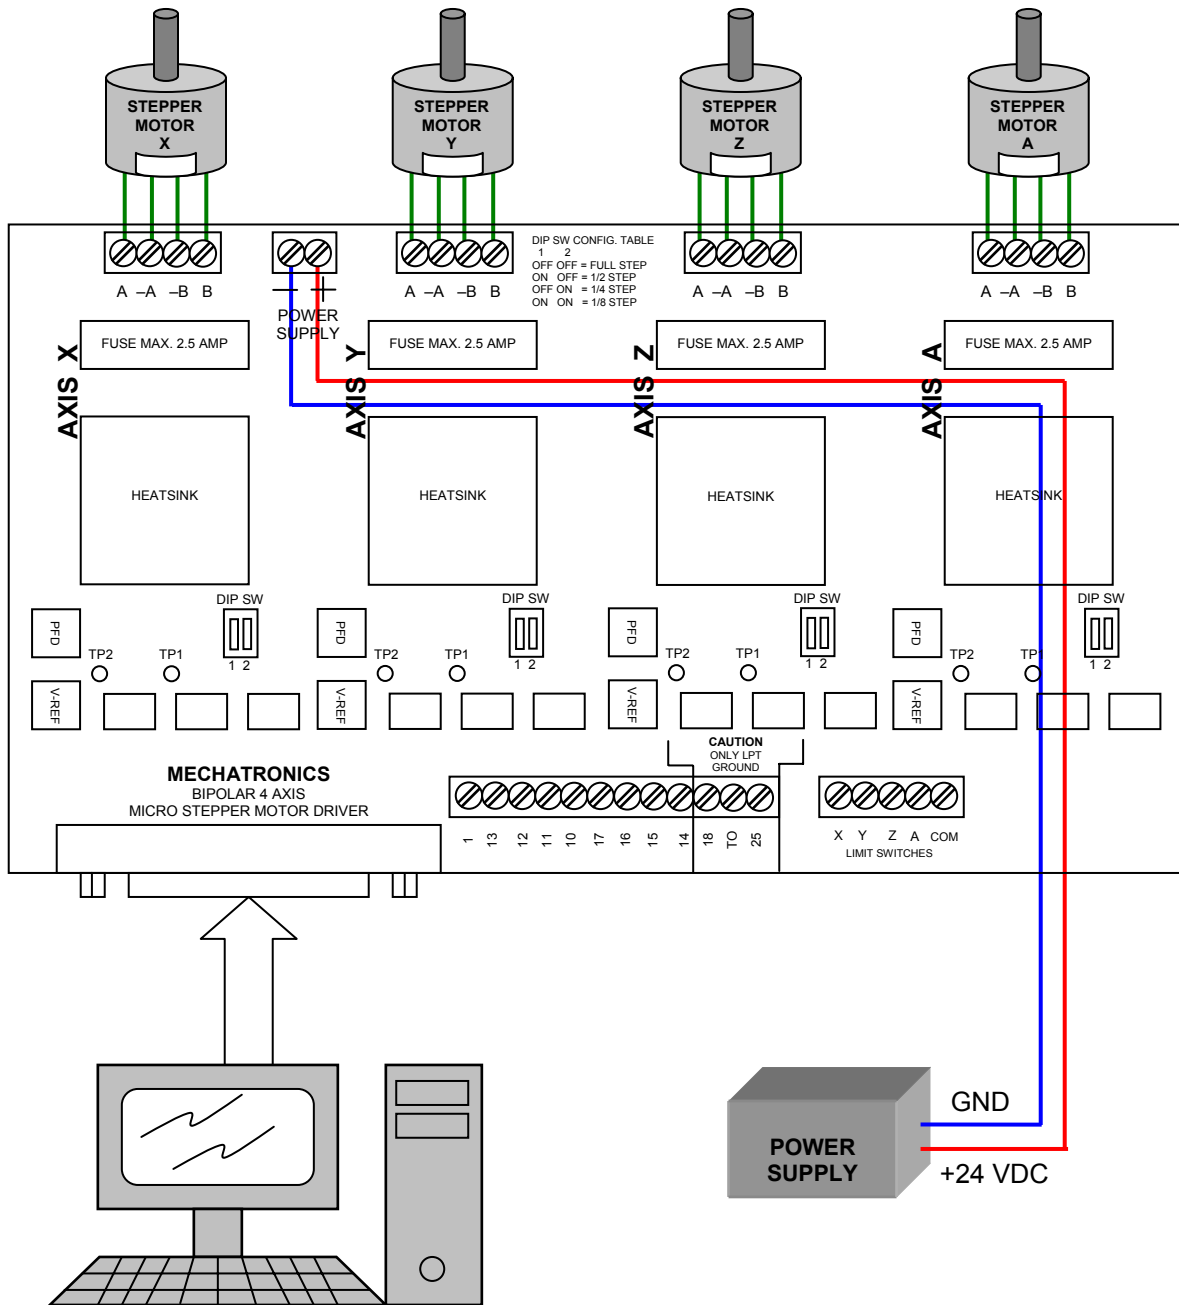 STEPPER MOTOR X
STEPPER MOTOR Y
STEPPER MOTOR Z
STEPPER MOTOR A
A –A –B B
– +
POWER SUPPLY
A –A –B B
DIP SW CONFIG. TABLE
1 2
OFF OFF = FULL STEP
ON OFF = 1/2 STEP
OFF ON = 1/4 STEP
ON ON = 1/8 STEP
A –A –B B
A –A –B B
AXIS X
FUSE MAX. 2.5 AMP
AXIS Y
FUSE MAX. 2.5 AMP
AXIS Z
FUSE MAX. 2.5 AMP
AXIS A
FUSE MAX. 2.5 AMP
HEATSINK
HEATSINK
HEATSINK
HEATSINK
PFD
DIP SW
1 2
TP2
TP1
V-REF
PFD
DIP SW
1 2
TP2
TP1
V-REF
PFD
DIP SW
1 2
TP2
TP1
V-REF
PFD
DIP SW
1 2
TP2
TP1
V-REF
MECHATRONICS
BIPOLAR 4 AXIS
MICRO STEPPER MOTOR DRIVER
CAUTION
ONLY LPT
GROUND
1 13 12 11 10 17 16 15 14 18 TO 25
X Y Z A COM
LIMIT SWITCHES
POWER SUPPLY
GND
+24 VDC